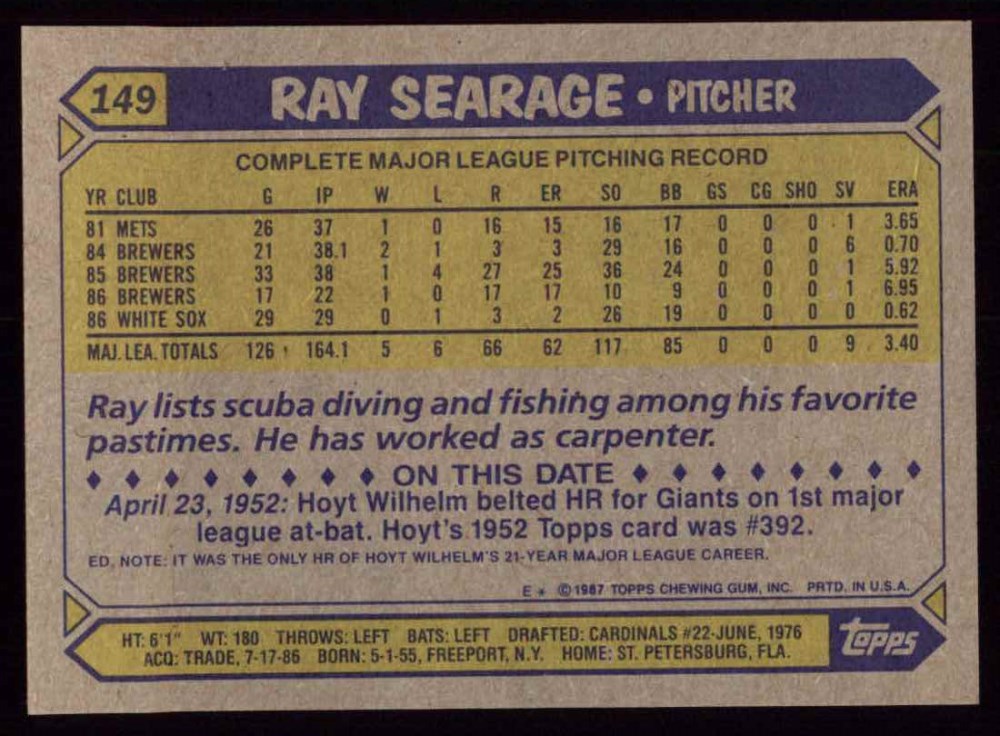 149 RAY SEARAGE • PITCHER
COMPLETE MAJOR LEAGUE PITCHING RECORD
YR CLUB G IP W L R ER SO BB GS CG SHO SV ERA
81 METS 26 37 1 0 16 15 16 17 0 0 0 1 3.65
84 BREWERS 21 38.1 2 1 3 3 29 16 0 0 0 6 0.70
85 BREWERS 33 38 1 4 27 25 36 24 0 0 0 1 5.92
86 BREWERS 17 22 1 0 17 17 10 9 0 0 0 1 6.95
86 WHITE SOX 29 29 0 1 3 2 26 19 0 0 0 0 0.62
MAJ. LEA. TOTALS 126 164.1 5 6 66 62 117 85 0 0 0 9 3.40
Ray lists scuba diving and fishing among his favorite
pastimes. He has worked as carpenter.
♦ ♦ ♦ ♦ ♦ ♦ ♦ ♦ ON THIS DATE ♦ ♦ ♦ ♦ ♦ ♦ ♦ ♦
April 23, 1952: Hoyt Wilhelm belted HR for Giants on 1st major
league at-bat. Hoyt's 1952 Topps card was #392.
ED. NOTE: IT WAS THE ONLY HR OF HOYT WILHELM'S 21-YEAR MAJOR LEAGUE CAREER.
E * © 1987 TOPPS CHEWING GUM, INC. PRTD. IN U.S.A.
HT: 6'1" WT: 180 THROWS: LEFT BATS: LEFT DRAFTED: CARDINALS #22-JUNE, 1976
ACQ: TRADE, 7-17-86 BORN: 5-1-55, FREEPORT, N.Y. HOME: ST. PETERSBURG, FLA.
topps